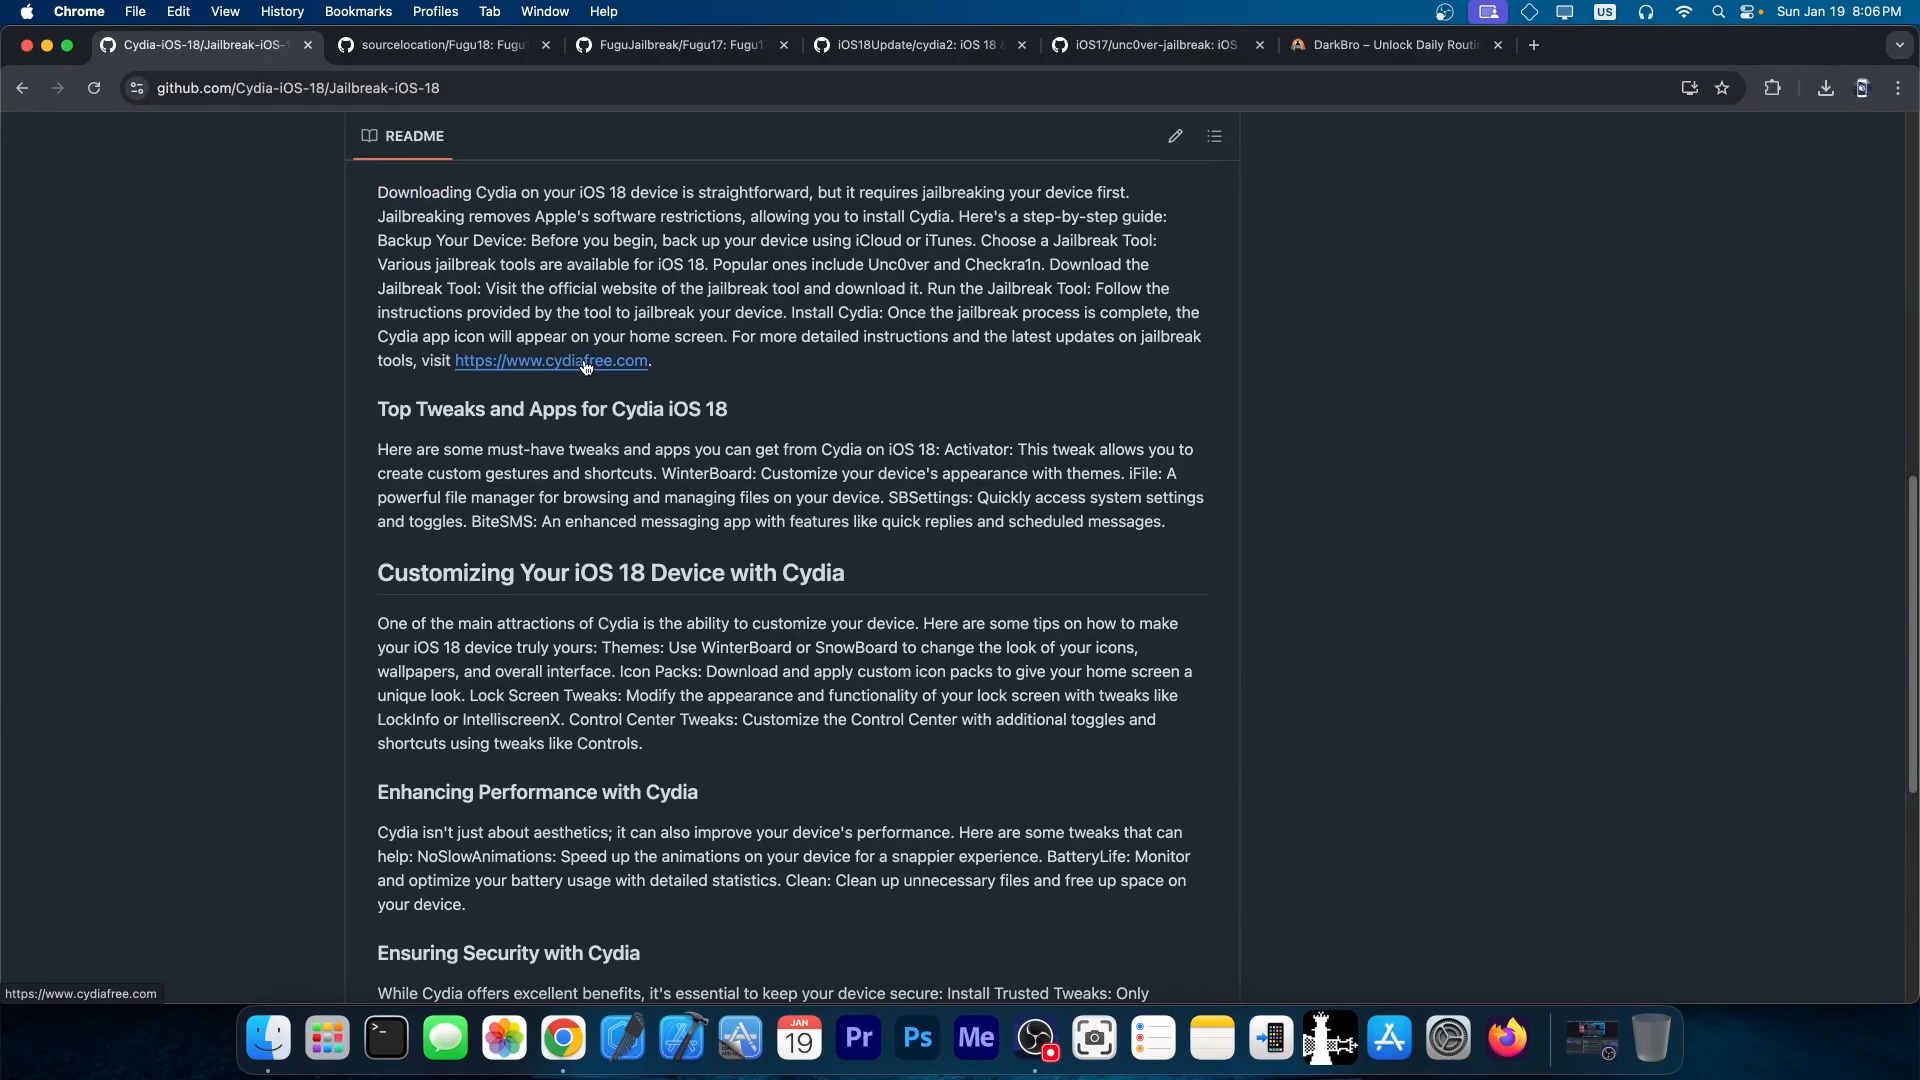 Chrome File Edit View History Bookmarks Profiles Tab Window Help US Sun Jan 19 8:06PM
Cydia-iOS-18/Jailbreak-iOS-1 sourcelocation/Fugu18: Fugu FuguJailbreak/Fugu17: Fugu1 iOS18Update/cydia2: iOS 18 & iOS17/unc0ver-jailbreak: iOS DarkBro – Unlock Daily Routi
github.com/Cydia-iOS-18/Jailbreak-iOS-18
README
Downloading Cydia on your iOS 18 device is straightforward, but it requires jailbreaking your device first.
Jailbreaking removes Apple's software restrictions, allowing you to install Cydia. Here's a step-by-step guide:
Backup Your Device: Before you begin, back up your device using iCloud or iTunes. Choose a Jailbreak Tool:
Various jailbreak tools are available for iOS 18. Popular ones include Unc0ver and Checkra1n. Download the
Jailbreak Tool: Visit the official website of the jailbreak tool and download it. Run the Jailbreak Tool: Follow the
instructions provided by the tool to jailbreak your device. Install Cydia: Once the jailbreak process is complete, the
Cydia app icon will appear on your home screen. For more detailed instructions and the latest updates on jailbreak
tools, visit https://www.cydiafree.com.
Top Tweaks and Apps for Cydia iOS 18
Here are some must-have tweaks and apps you can get from Cydia on iOS 18: Activator: This tweak allows you to
create custom gestures and shortcuts. WinterBoard: Customize your device's appearance with themes. iFile: A
powerful file manager for browsing and managing files on your device. SBSettings: Quickly access system settings
and toggles. BiteSMS: An enhanced messaging app with features like quick replies and scheduled messages.
Customizing Your iOS 18 Device with Cydia
One of the main attractions of Cydia is the ability to customize your device. Here are some tips on how to make
your iOS 18 device truly yours: Themes: Use WinterBoard or SnowBoard to change the look of your icons,
wallpapers, and overall interface. Icon Packs: Download and apply custom icon packs to give your home screen a
unique look. Lock Screen Tweaks: Modify the appearance and functionality of your lock screen with tweaks like
LockInfo or IntelliscreenX. Control Center Tweaks: Customize the Control Center with additional toggles and
shortcuts using tweaks like Controls.
Enhancing Performance with Cydia
Cydia isn't just about aesthetics; it can also improve your device's performance. Here are some tweaks that can
help: NoSlowAnimations: Speed up the animations on your device for a snappier experience. BatteryLife: Monitor
and optimize your battery usage with detailed statistics. Clean: Clean up unnecessary files and free up space on
your device.
Ensuring Security with Cydia
While Cydia offers excellent benefits, it's essential to keep your device secure: Install Trusted Tweaks: Only
https://www.cydiafree.com
JAN
19
Pr Ps Me